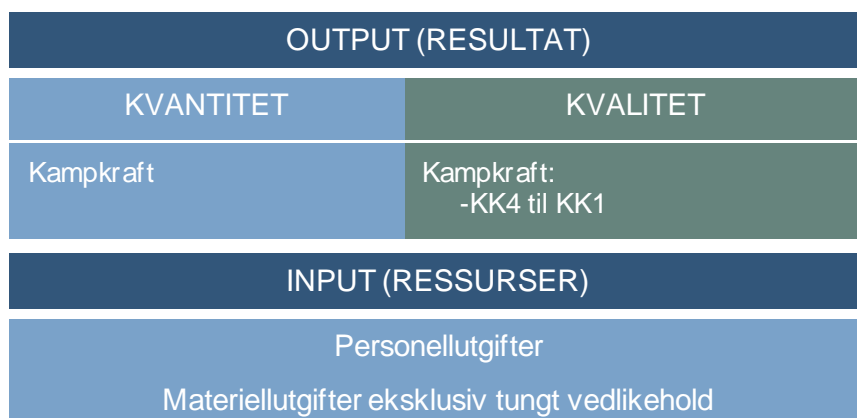 OUTPUT (RESULTAT)
KVANTITET
KVALITET
Kampkraft
Kampkraft:
-KK4 til KK1
INPUT (RESSURSER)
Personellutgifter
Materiellutgifter eksklusiv tungt vedlikehold